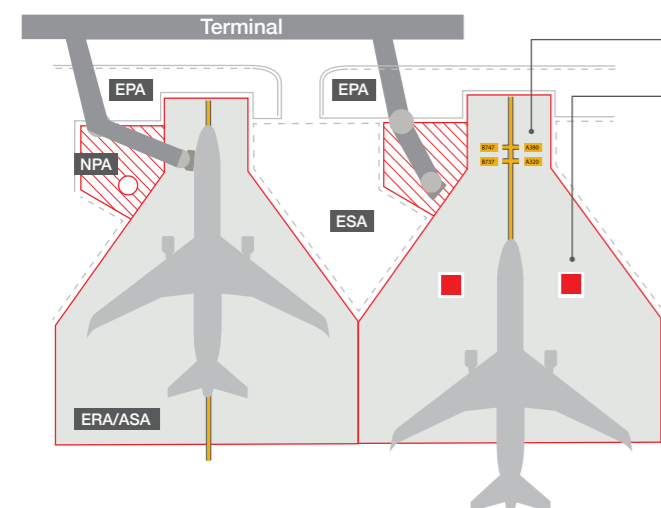 Terminal
EPA
EPA
B747 A380
B737 A320
NPA
ESA
ERA/ASA